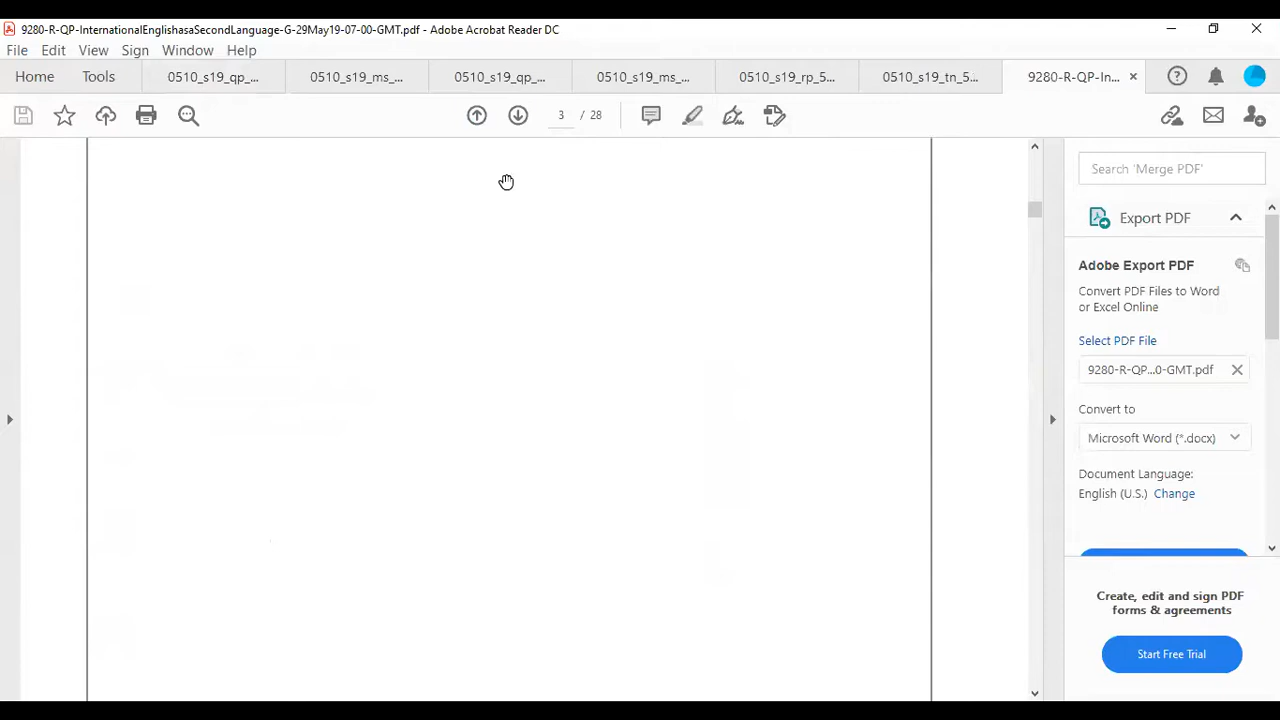 9280-R-QP-InternationalEnglishasaSecondLanguage-G-29May19-07-00-GMT.pdf - Adobe Acrobat Reader DC
File Edit View Sign Window Help
Home Tools 0510_s19_qp_... 0510_s19_ms_... 0510_s19_qp_... 0510_s19_ms_... 0510_s19_rp_5... 0510_s19_tn_5... 9280-R-QP-In...
3 / 28
Search 'Merge PDF'
Export PDF
Adobe Export PDF
Convert PDF Files to Word
or Excel Online
Select PDF File
9280-R-QP...0-GMT.pdf
Convert to
Microsoft Word (*.docx)
Document Language:
English (U.S.) Change
Create, edit and sign PDF
forms & agreements
Start Free Trial